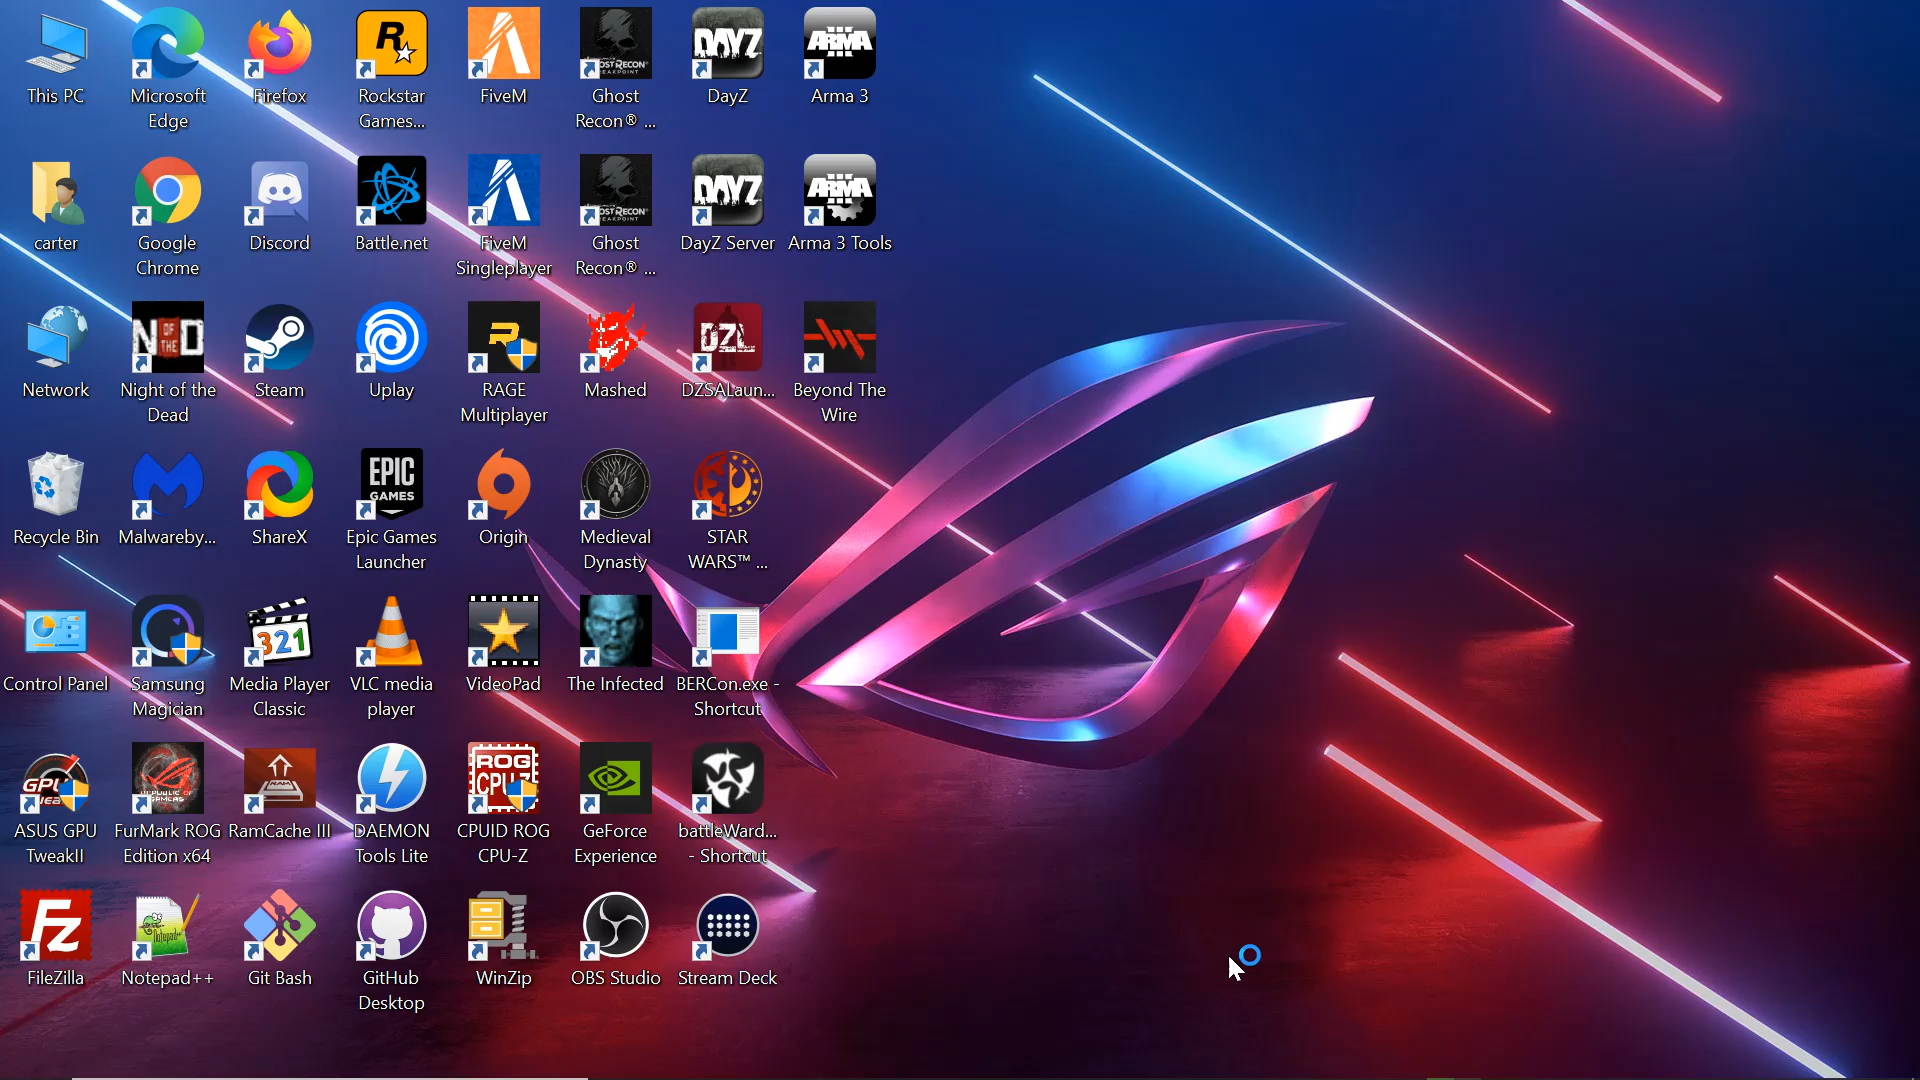 This PC
Microsoft
Edge
Firefox
Rockstar
Games...
FiveM
Ghost
Recon® ...
DayZ
Arma 3
carter
Google
Chrome
Discord
Battle.net
FiveM
Singleplayer
Ghost
Recon® ...
DayZ Server
Arma 3 Tools
Network
Night of the
Dead
Steam
Uplay
RAGE
Multiplayer
Mashed
DZSALaun...
Beyond The
Wire
Recycle Bin
Malwareby...
ShareX
Epic Games
Launcher
Origin
Medieval
Dynasty
STAR
WARS™ ...
Control Panel
Samsung
Magician
Media Player
Classic
VLC media
player
VideoPad
The Infected
BERCon.exe -
Shortcut
ASUS GPU
TweakII
FurMark ROG
Edition x64
RamCache III
DAEMON
Tools Lite
CPUID ROG
CPU-Z
GeForce
Experience
battleWard...
- Shortcut
FileZilla
Notepad++
Git Bash
GitHub
Desktop
WinZip
OBS Studio
Stream Deck